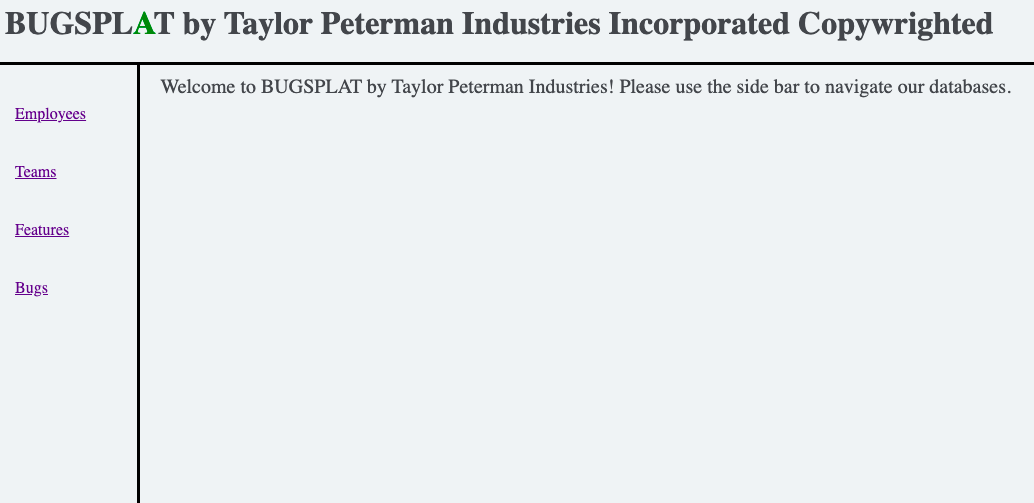 BUGSPLAT by Taylor Peterman Industries Incorporated Copywrighted
Welcome to BUGSPLAT by Taylor Peterman Industries! Please use the side bar to navigate our databases.
Employees
Teams
Features
Bugs